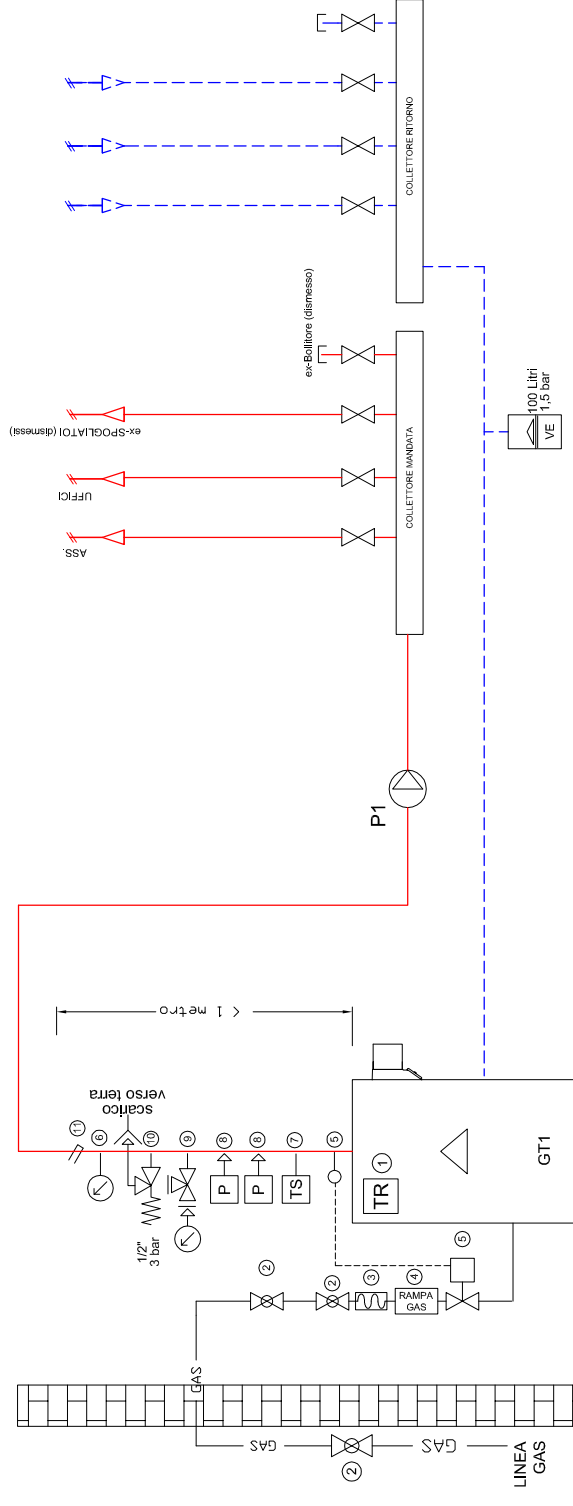 COLLETTORE RITORNO
ex-Bollitore (dismesso)
ex-SPOGLIATOI (dismessi)
UFFICI
ASS.
COLLETTORE MANDATA
100 Litri
1,5 bar
VE
P1
< 1 metro
scarico
verso terra
11
6
10
9
8
8
7
5
1/2"
3 bar
P
P
TS
TR
1
GT1
2
2
3
4
5
RAMPA
GAS
GAS
GAS
GAS
2
LINEA
GAS